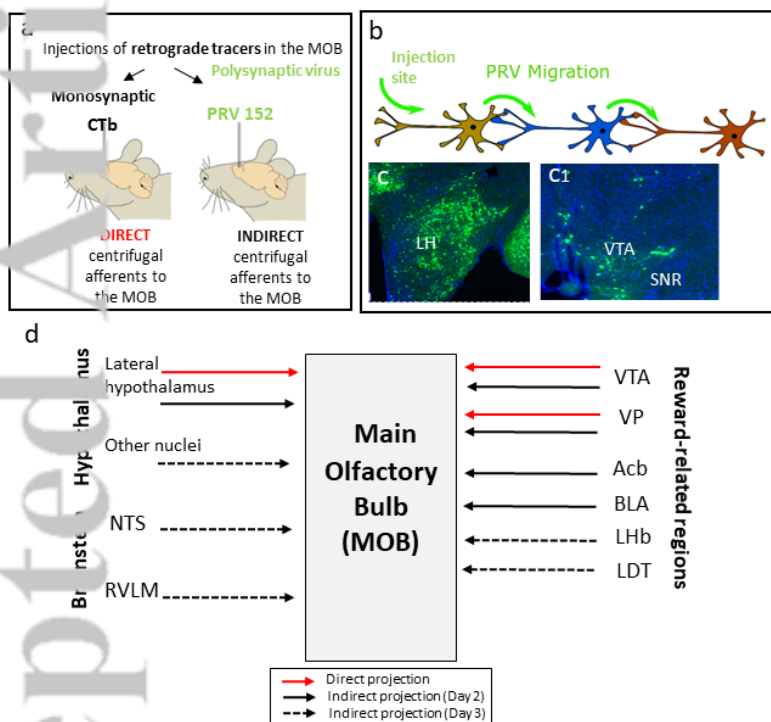 a
Injections of retrograde tracers in the MOB
Polysynaptic virus
Monosynaptic
CTb
PRV 152
DIRECT
centrifugal
afferents to
the MOB
INDIRECT
centrifugal
afferents to
the MOB
b
Injection
site
PRV Migration
c
LH
C1
VTA
SNR
d
Lateral
hypothalamus
Other nuclei
NTS
RVLM
Main
Olfactory
Bulb
(MOB)
VTA
VP
Acb
BLA
LHb
LDT
Reward-related regions
Direct projection
Indirect projection (Day 2)
Indirect projection (Day 3)
Arti
epted